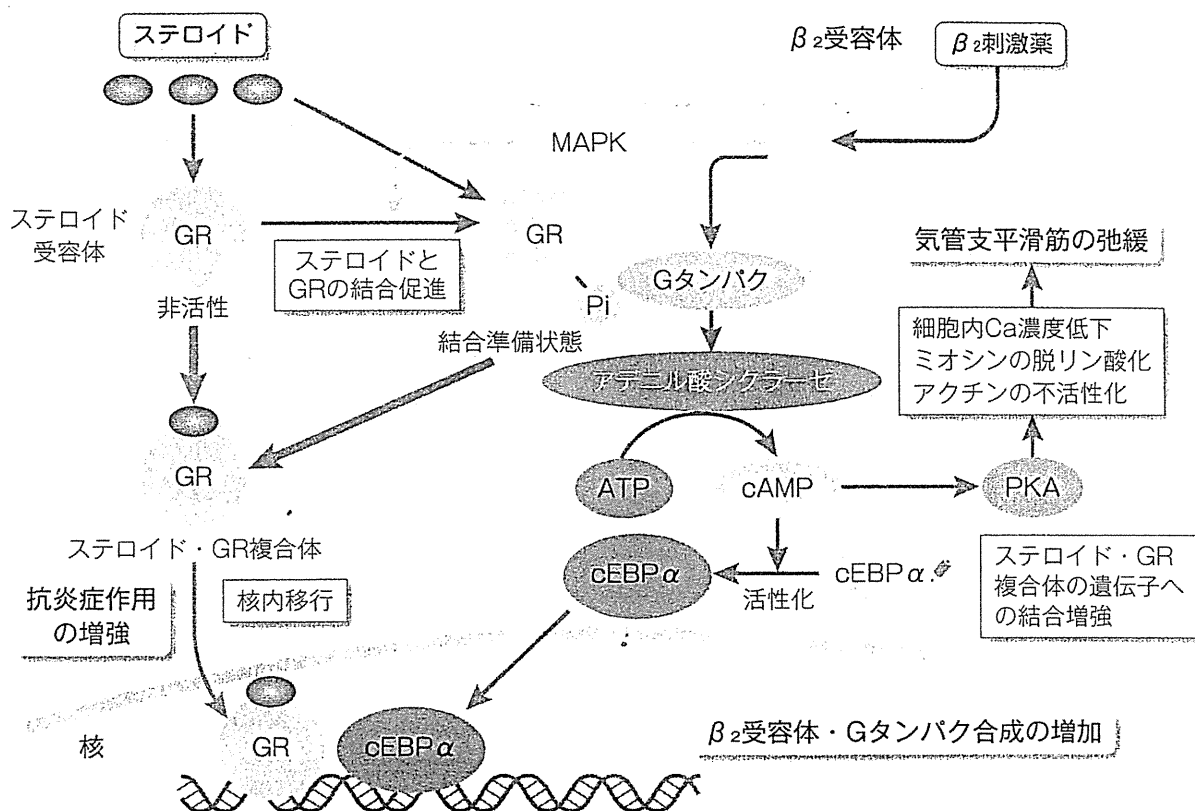 ステロイド
β₂受容体
β₂刺激薬
MAPK
ステロイド
受容体
GR
GR
ステロイドと
GRの結合促進
非活性
Pi
Gタンパク
結合準備状態
アデニル酸シクラーゼ
気管支平滑筋の弛緩
細胞内Ca濃度低下
ミオシンの脱リン酸化
アクチンの不活性化
GR
ATP
cAMP
PKA
ステロイド・GR複合体
cEBPα
活性化
cEBPα
ステロイド・GR
複合体の遺伝子へ
の結合増強
抗炎症作用
の増強
核内移行
核
GR
cEBPα
β₂受容体・Gタンパク合成の増加